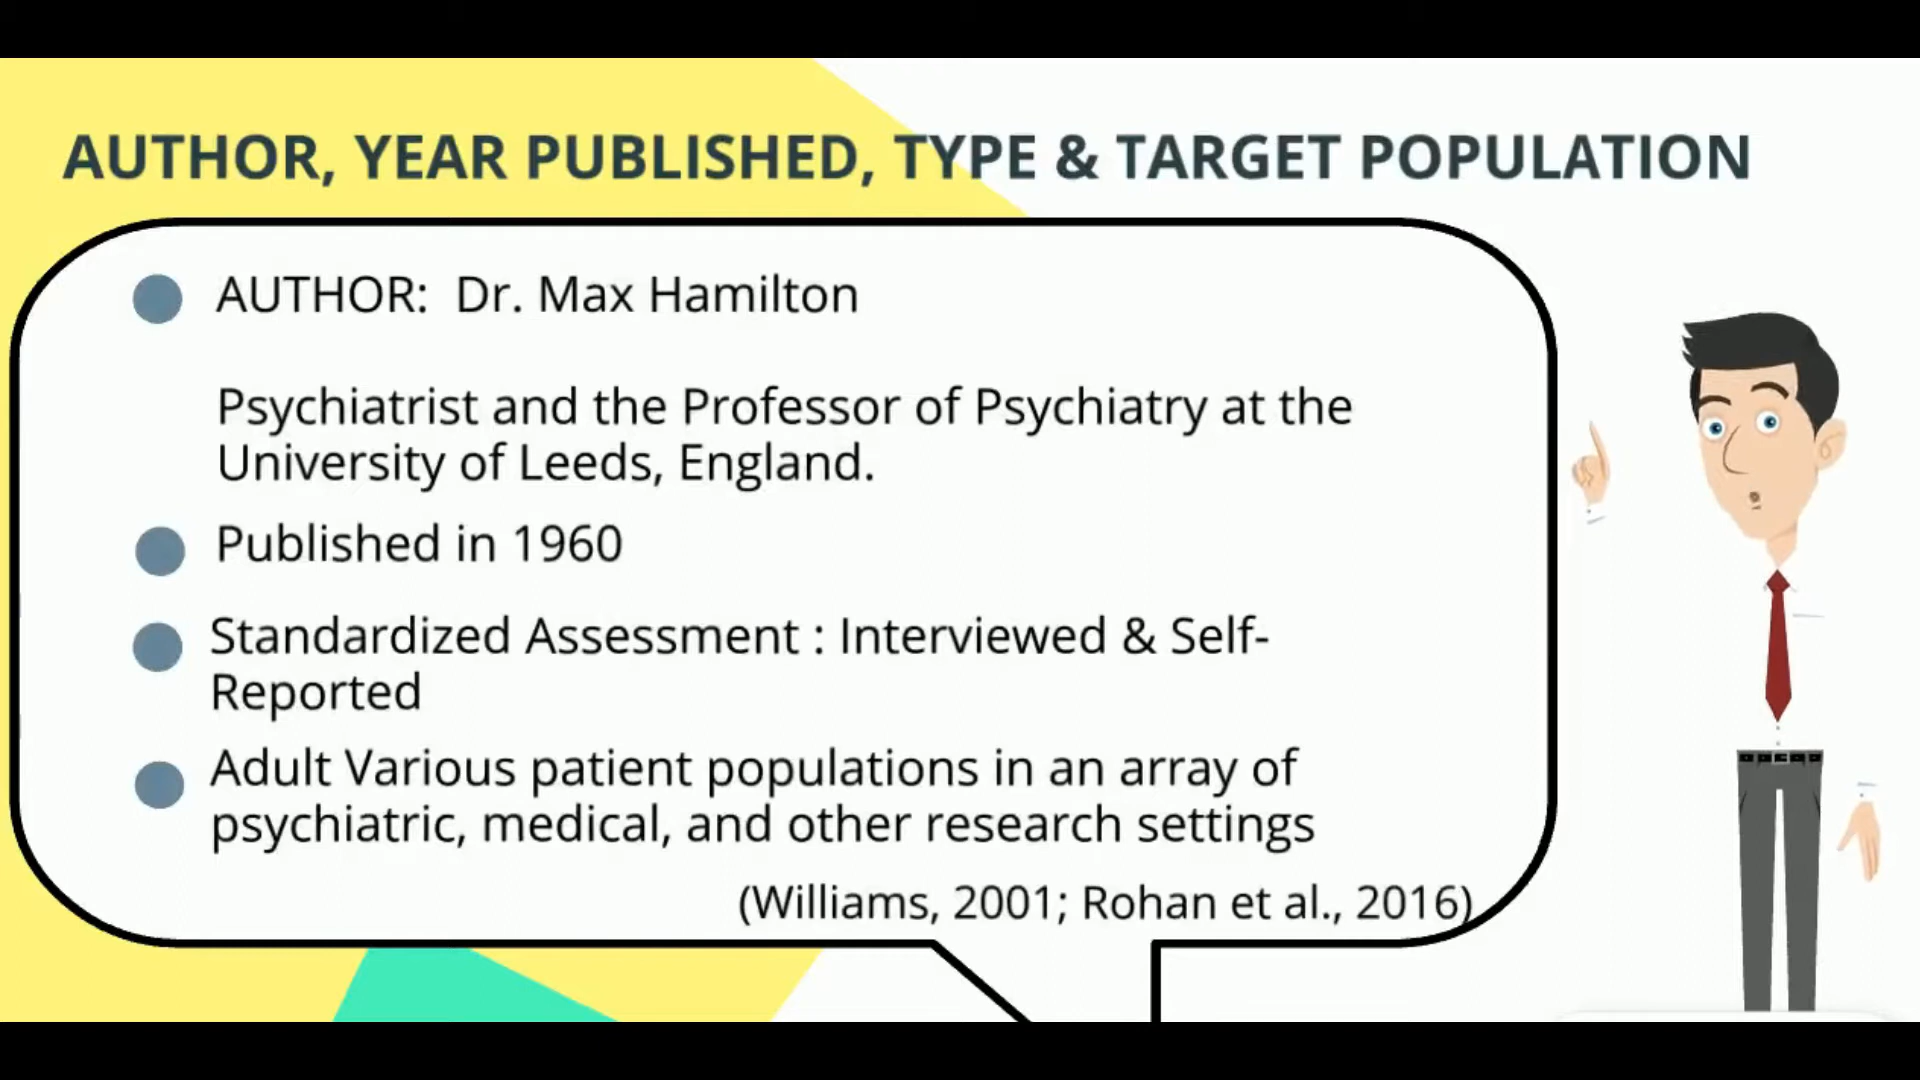 AUTHOR, YEAR PUBLISHED, TYPE & TARGET POPULATION
AUTHOR: Dr. Max Hamilton
Psychiatrist and the Professor of Psychiatry at the
University of Leeds, England.
Published in 1960
Standardized Assessment : Interviewed & Self-
Reported
Adult Various patient populations in an array of
psychiatric, medical, and other research settings
(Williams, 2001; Rohan et al., 2016)